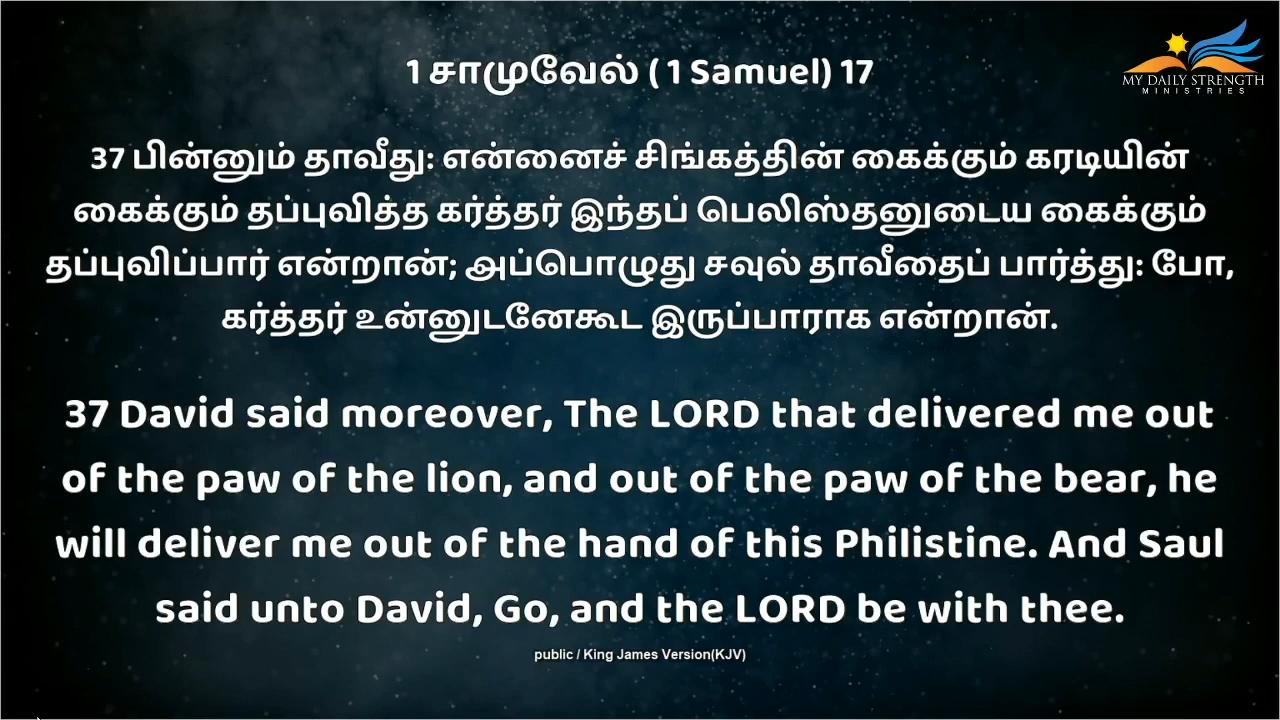 MY DAILY STRENGTH
MINISTRIES
1 சாமுவேல் ( 1 Samuel) 17
37 பின்னும் தாவீது: என்னைச் சிங்கத்தின் கைக்கும் கரடியின்
கைக்கும் தப்புவித்த கர்த்தர் இந்தப் பெலிஸ்தனுடைய கைக்கும்
தப்புவிப்பார் என்றான்; அப்பொழுது சவுல் தாவீதைப் பார்த்து: போ,
கர்த்தர் உன்னுடனேகூட இருப்பாராக என்றான்.
37 David said moreover, The LORD that delivered me out
of the paw of the lion, and out of the paw of the bear, he
will deliver me out of the hand of this Philistine. And Saul
said unto David, Go, and the LORD be with thee.
public / King James Version(KJV)